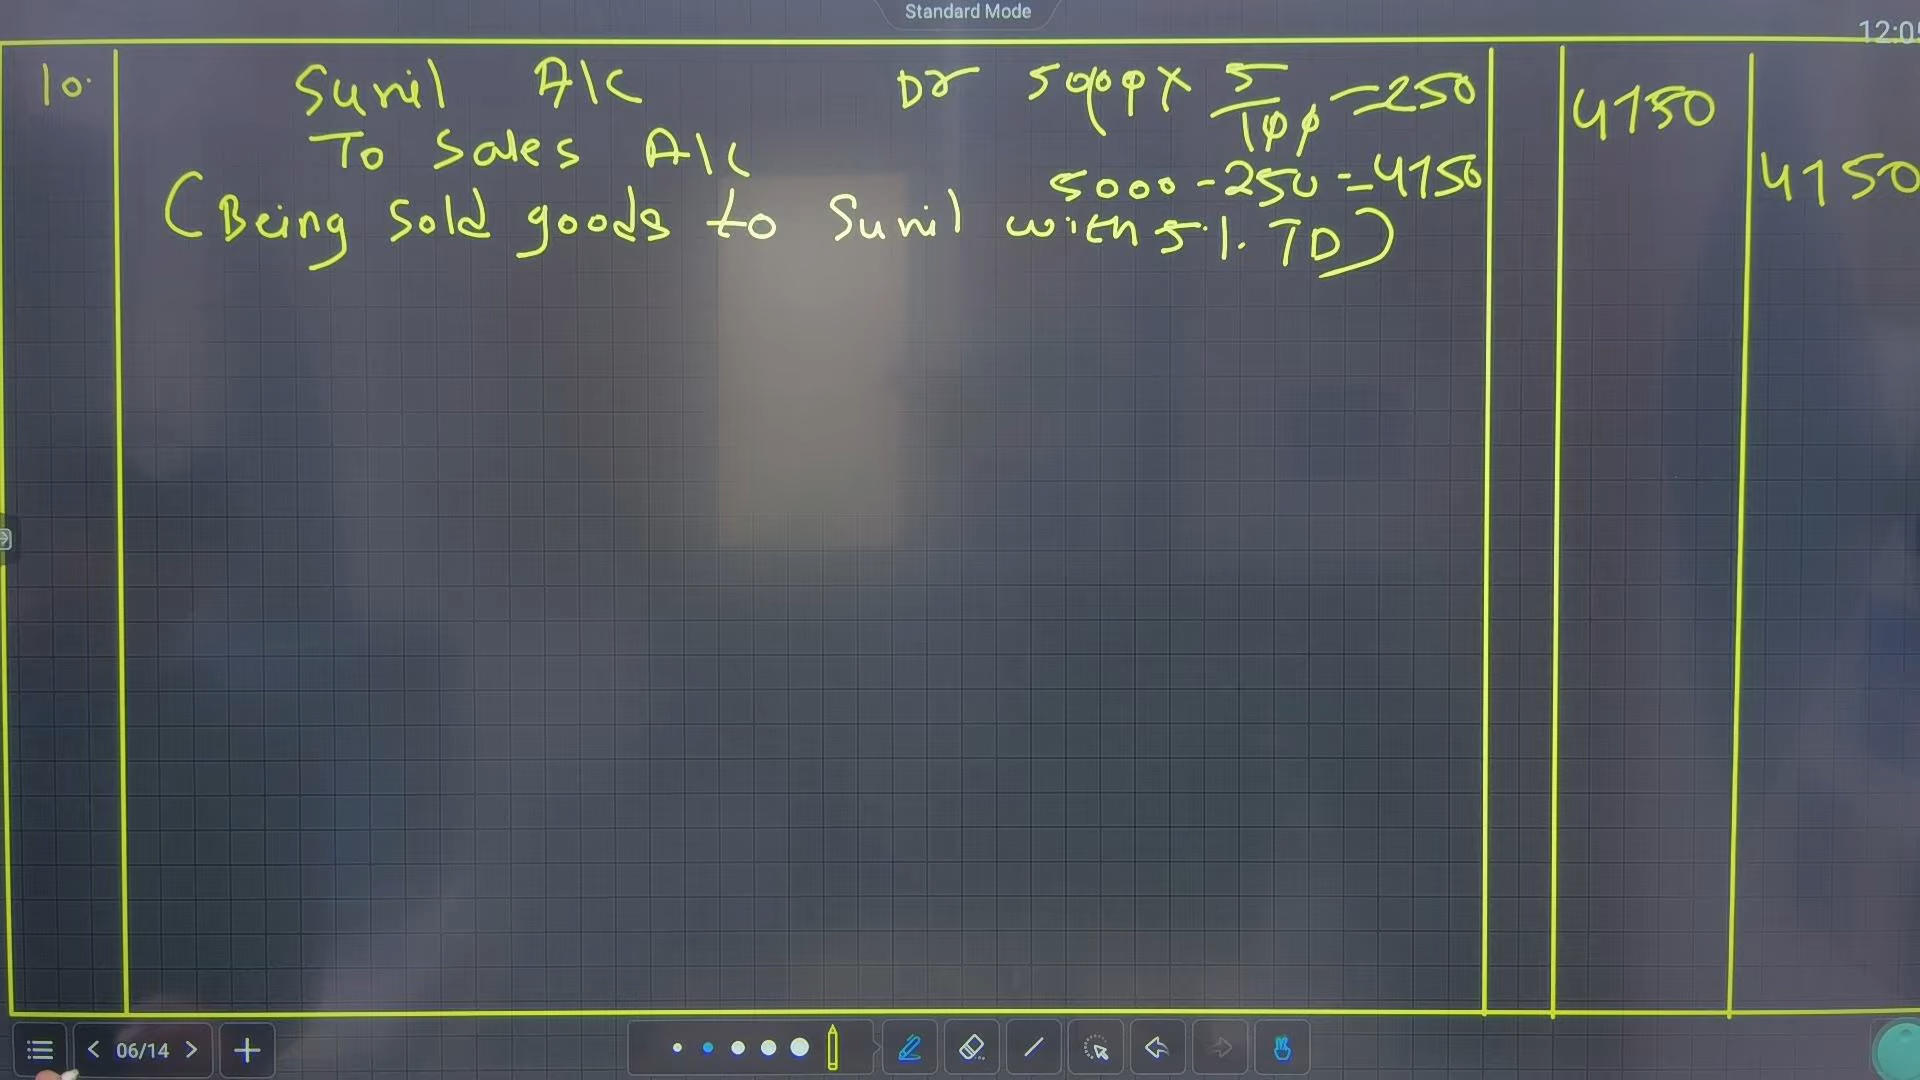 Standard Mode
12:05
10. Sunil A/C Dr 5000 × 5/100 = 250 4750
To Sales A/C 5000 - 250 = 4750 4750
(Being sold goods to Sunil with 5% TD)
06/14